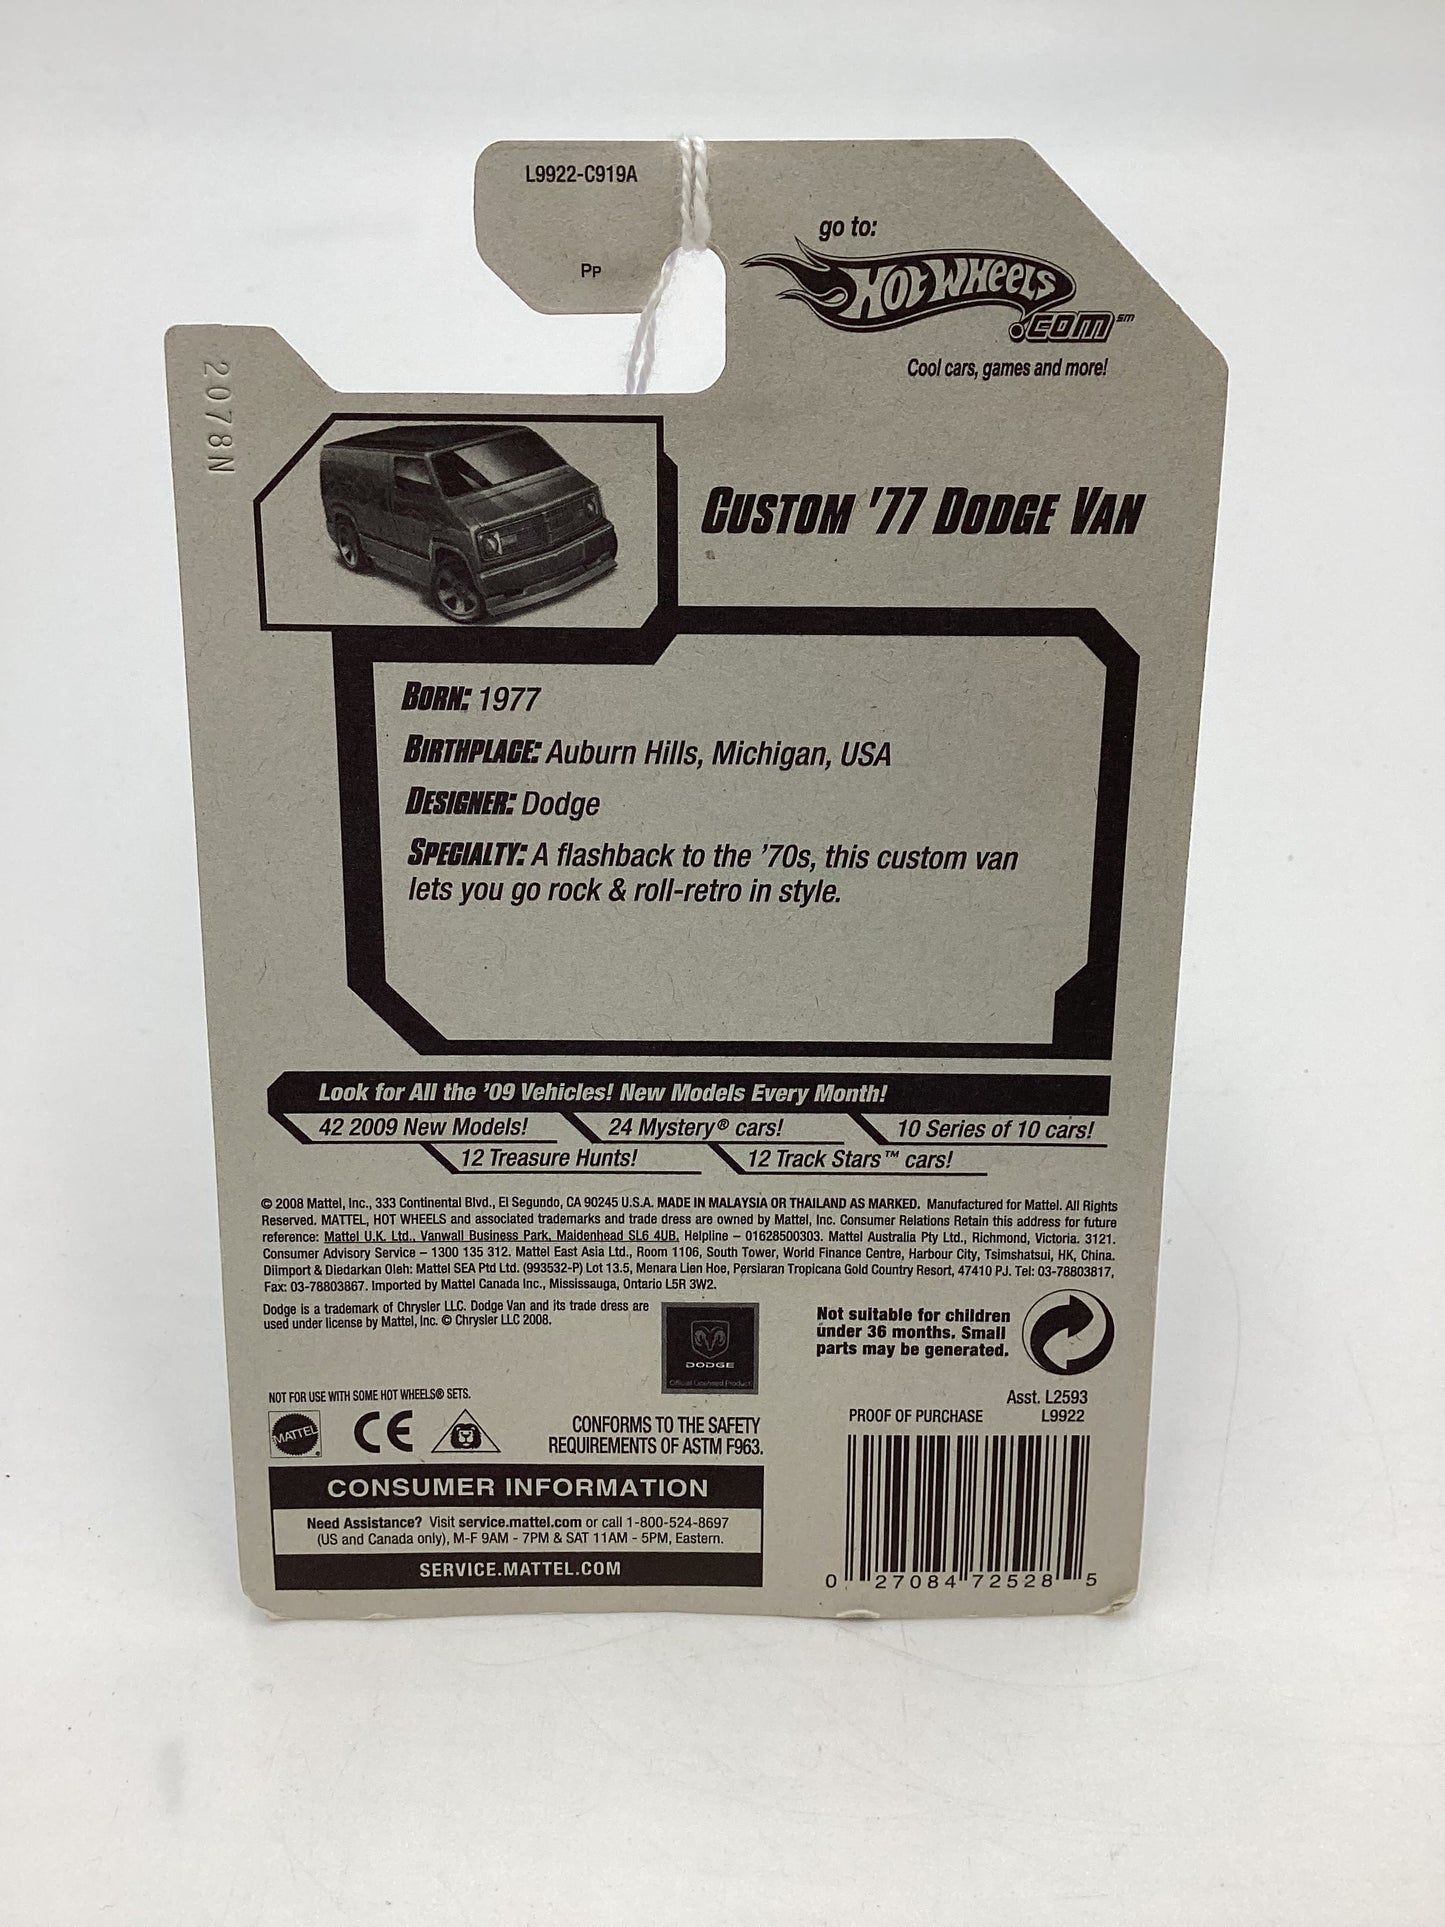 L9922-C919A
PP
go to:
HOT WHEELS
.COM℠
Cool cars, games and more!
2078N
CUSTOM '77 DODGE VAN
BORN: 1977
BIRTHPLACE: Auburn Hills, Michigan, USA
DESIGNER: Dodge
SPECIALTY: A flashback to the '70s, this custom van
lets you go rock & roll-retro in style.
Look for All the '09 Vehicles! New Models Every Month!
42 2009 New Models!
24 Mystery® cars!
10 Series of 10 cars!
12 Treasure Hunts!
12 Track Stars™ cars!
© 2008 Mattel, Inc., 333 Continental Blvd., El Segundo, CA 90245 U.S.A. MADE IN MALAYSIA OR THAILAND AS MARKED. Manufactured for Mattel. All Rights
Reserved. MATTEL, HOT WHEELS and associated trademarks and trade dress are owned by Mattel, Inc. Consumer Relations Retain this address for future
reference: Mattel U.K. Ltd., Vanwall Business Park, Maidenhead SL6 4UB. Helpline – 01628500303. Mattel Australia Pty Ltd., Richmond, Victoria. 3121.
Consumer Advisory Service – 1300 135 312. Mattel East Asia Ltd., Room 1106, South Tower, World Finance Centre, Harbour City, Tsimshatsui, HK, China.
Diimport & Diedarkan Oleh: Mattel SEA Ptd Ltd. (993532-P) Lot 13.5, Menara Lien Hoe, Persiaran Tropicana Gold Country Resort, 47410 PJ. Tel: 03-78803817,
Fax: 03-78803867. Imported by Mattel Canada Inc., Mississauga, Ontario L5R 3W2.
Dodge is a trademark of Chrysler LLC. Dodge Van and its trade dress are
used under license by Mattel, Inc. © Chrysler LLC 2008.
DODGE
Official Licensed Product
Not suitable for children
under 36 months. Small
parts may be generated.
NOT FOR USE WITH SOME HOT WHEELS® SETS.
MATTEL
CE
CONFORMS TO THE SAFETY
REQUIREMENTS OF ASTM F963.
Asst. L2593
PROOF OF PURCHASE L9922
CONSUMER INFORMATION
Need Assistance? Visit service.mattel.com or call 1-800-524-8697
(US and Canada only), M-F 9AM - 7PM & SAT 11AM - 5PM, Eastern.
SERVICE.MATTEL.COM
0 27084 72528 5